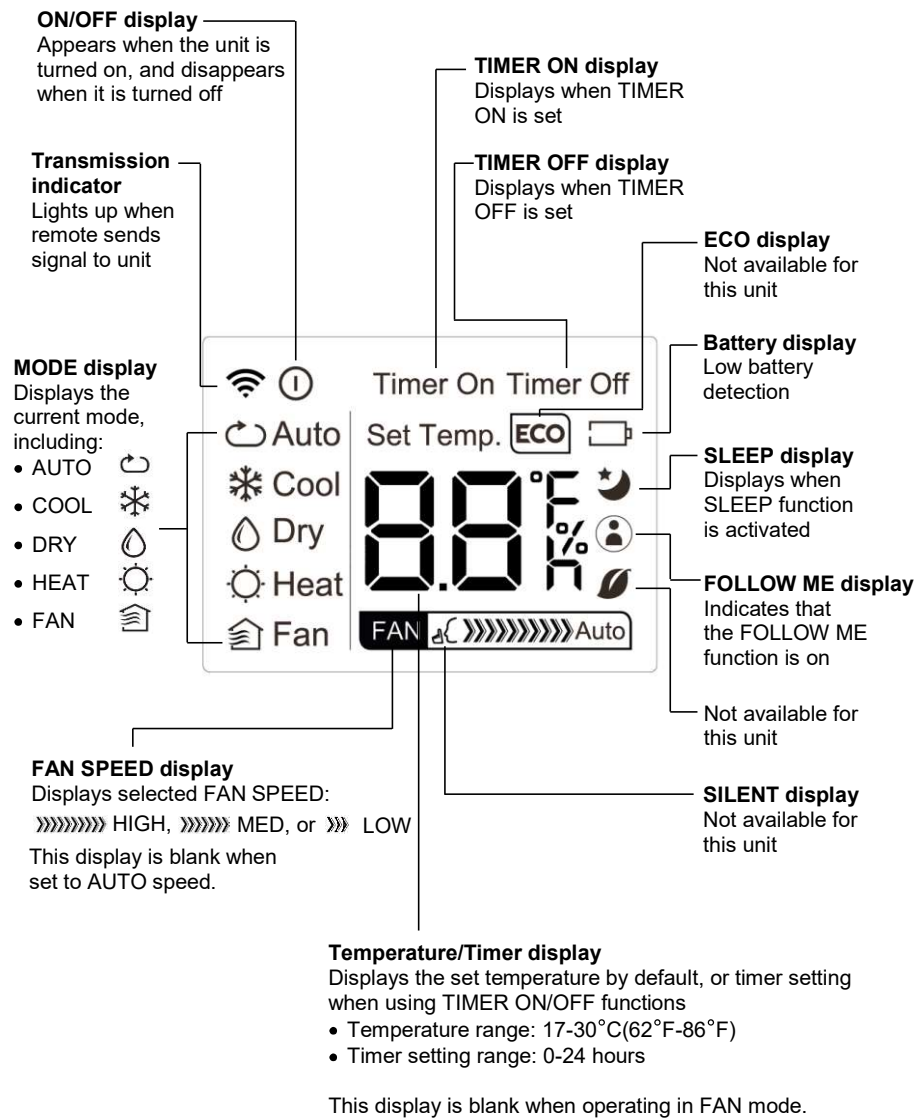 ON/OFF display
Appears when the unit is
turned on, and disappears
when it is turned off
TIMER ON display
Displays when TIMER
ON is set
Transmission
indicator
Lights up when
remote sends
signal to unit
TIMER OFF display
Displays when TIMER
OFF is set
ECO display
Not available for
this unit
Battery display
Low battery
detection
MODE display
Displays the
current mode,
including:
• AUTO
• COOL
• DRY
• HEAT
• FAN
Timer On Timer Off
Auto
Set Temp. ECO
Cool
Dry
Heat
Fan
88 °F
%
h
FAN Auto
SLEEP display
Displays when
SLEEP function
is activated
FOLLOW ME display
Indicates that
the FOLLOW ME
function is on
Not available for
this unit
SILENT display
Not available for
this unit
FAN SPEED display
Displays selected FAN SPEED:
HIGH, MED, or LOW
This display is blank when
set to AUTO speed.
Temperature/Timer display
Displays the set temperature by default, or timer setting
when using TIMER ON/OFF functions
• Temperature range: 17-30°C(62°F-86°F)
• Timer setting range: 0-24 hours
This display is blank when operating in FAN mode.